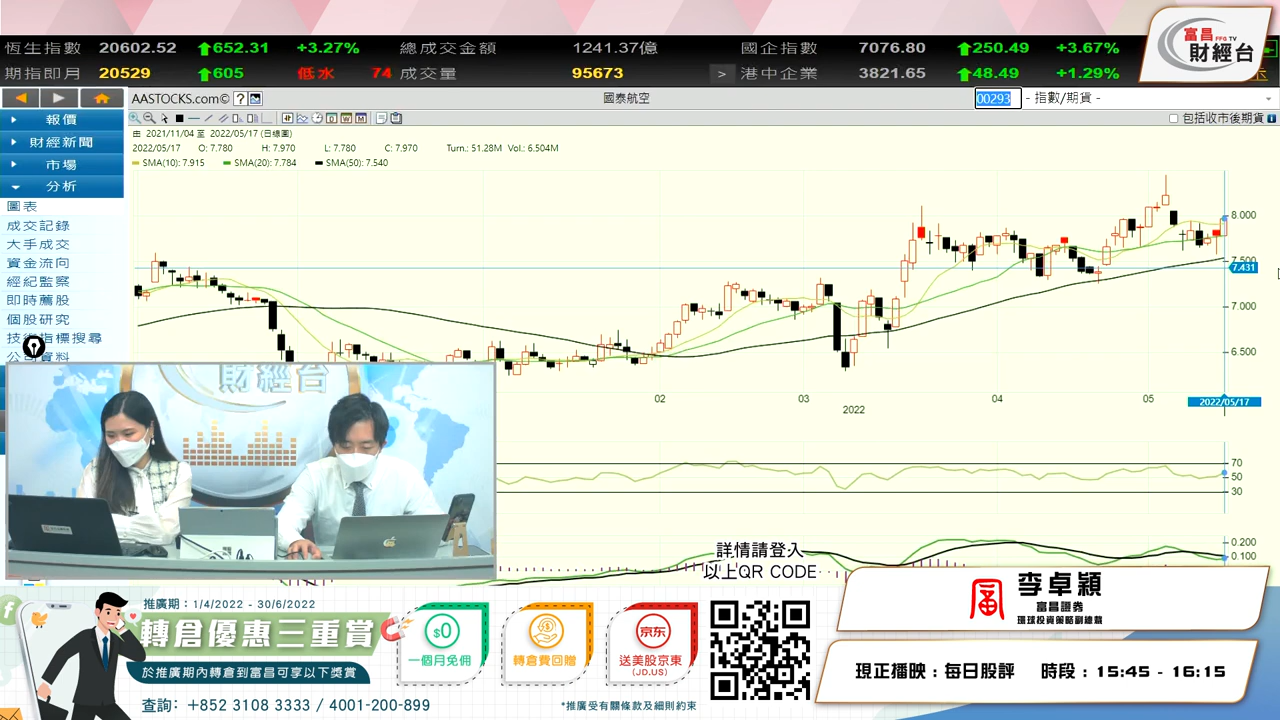 恆生指數 20602.52 652.31 +3.27% 總成交金額 1241.37億 國企指數 7076.80 250.49 +3.67%
期指即月 20529 605 低水 74 成交量 95673 > 港中企業 3821.65 48.49 +1.29%
富昌 FFG TV
財經台
AASTOCKS.com© ? 國泰航空 00293 - 指數/期貨 -
包括收市後期貨
報價
財經新聞
市場
分析
圖表
成交記錄
大手成交
資金流向
經紀監察
即時薦股
個股研究
技術指標搜尋
公司資料
由 2021/11/04 至 2022/05/17 (日線圖)
2022/05/17 O: 7.780 H: 7.970 L: 7.780 C: 7.970 Turn.: 51.28M Vol.: 6.504M
SMA(10): 7.915 SMA(20): 7.784 SMA(50): 7.540
8.000
7.500
7.431
7.000
6.500
02 03 04 05
2022
2022/05/17
70
50
30
0.200
0.100
財經台
詳情請登入
以上QR CODE
推廣期：1/4/2022 - 30/6/2022
轉倉優惠三重賞
於推廣期內轉倉到富昌可享以下獎賞
查詢: +852 3108 3333 / 4001-200-899
$0
一個月免佣
轉倉費回贈
京东
送美股京東
(JD.US)
*推廣受有關條款及細則約束
李卓穎
富昌證券
環球投資策略副總裁
現正播映：每日股評 時段：15:45 - 16:15